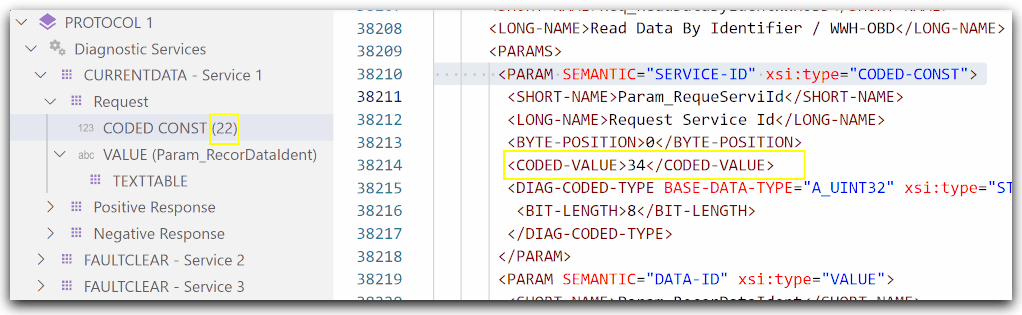 PROTOCOL 1
Diagnostic Services
CURRENTDATA - Service 1
Request
123 CODED CONST (22)
abc VALUE (Param_RecorDataIdent)
TEXTTABLE
Positive Response
Negative Response
FAULTCLEAR - Service 2
FAULTCLEAR - Service 3
38208 <LONG-NAME>Read Data By Identifier / WWH-OBD</LONG-NAME>
38209 <PARAMS>
38210 <PARAM SEMANTIC="SERVICE-ID" xsi:type="CODED-CONST">
38211 <SHORT-NAME>Param_RequeServiId</SHORT-NAME>
38212 <LONG-NAME>Request Service Id</LONG-NAME>
38213 <BYTE-POSITION>0</BYTE-POSITION>
38214 <CODED-VALUE>34</CODED-VALUE>
38215 <DIAG-CODED-TYPE BASE-DATA-TYPE="A_UINT32" xsi:type="ST
38216 <BIT-LENGTH>8</BIT-LENGTH>
38217 </DIAG-CODED-TYPE>
38218 </PARAM>
38219 <PARAM SEMANTIC="DATA-ID" xsi:type="VALUE">